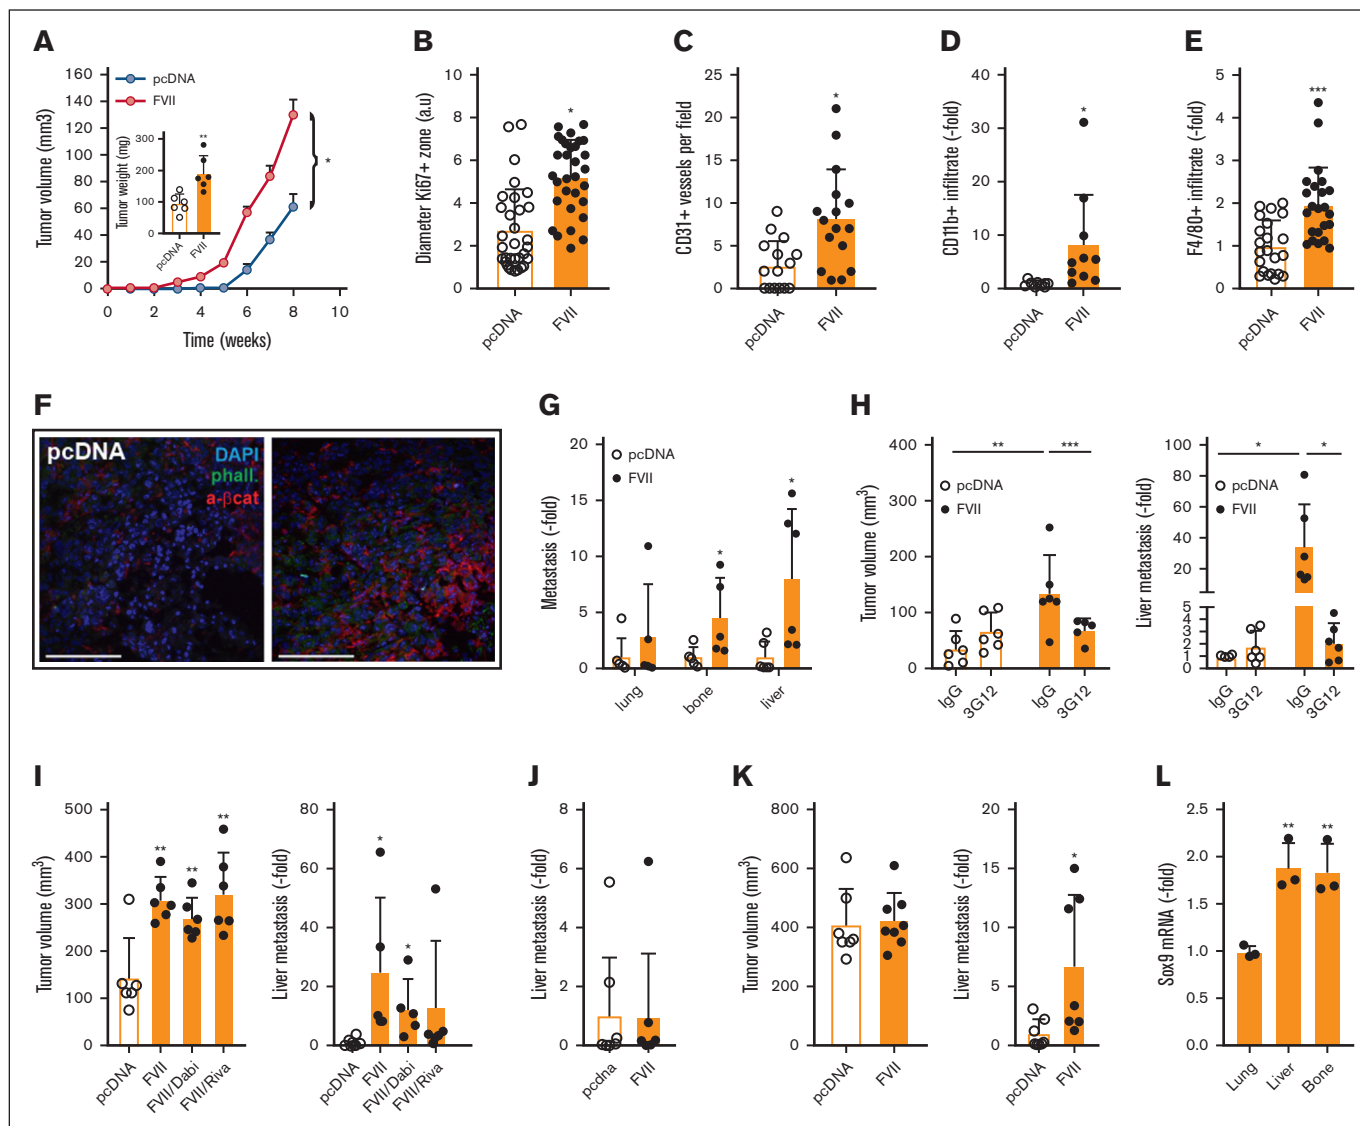 A
Tumor volume (mm3)
160
140
120
100
80
60
40
20
0
pcDNA
FVII
Tumor weight (mg)
300
200
100
0
**
pcDNA
FVII
*
0 2 4 6 8 10
Time (weeks)
B
Diameter Ki67+ zone (a.u)
10
8
6
4
2
0
*
pcDNA
FVII
C
CD31+ vessels per field
25
20
15
10
5
0
*
pcDNA
FVII
D
CD11b+ infiltrate (-fold)
40
30
20
10
0
*
pcDNA
FVII
E
F4/80+ infiltrate (-fold)
5
4
3
2
1
0
***
pcDNA
FVII
F
pcDNA
DAPI
phall.
a-βcat
G
Metastasis (-fold)
20
15
10
5
0
pcDNA
FVII
*
*
lung
bone
liver
H
Tumor volume (mm³)
400
300
200
100
0
** ***
pcDNA
FVII
IgG
3G12
IgG
3G12
Liver metastasis (-fold)
100
80
60
40
20
5
4
3
2
1
0
* *
pcDNA
FVII
IgG
3G12
IgG
3G12
I
Tumor volume (mm³)
500
400
300
200
100
0
**
**
**
pcDNA
FVII
FVII/Dabi
FVII/Riva
Liver metastasis (-fold)
80
60
40
20
0
*
*
pcDNA
FVII
FVII/Dabi
FVII/Riva
J
Liver metastasis (-fold)
8
6
4
2
0
pcdna
FVII
K
Tumor volume (mm³)
800
600
400
200
0
pcDNA
FVII
Liver metastasis (-fold)
20
15
10
5
0
*
pcDNA
FVII
L
Sox9 mRNA (-fold)
2.5
2.0
1.5
1.0
0.5
0.0
** **
Lung
Liver
Bone